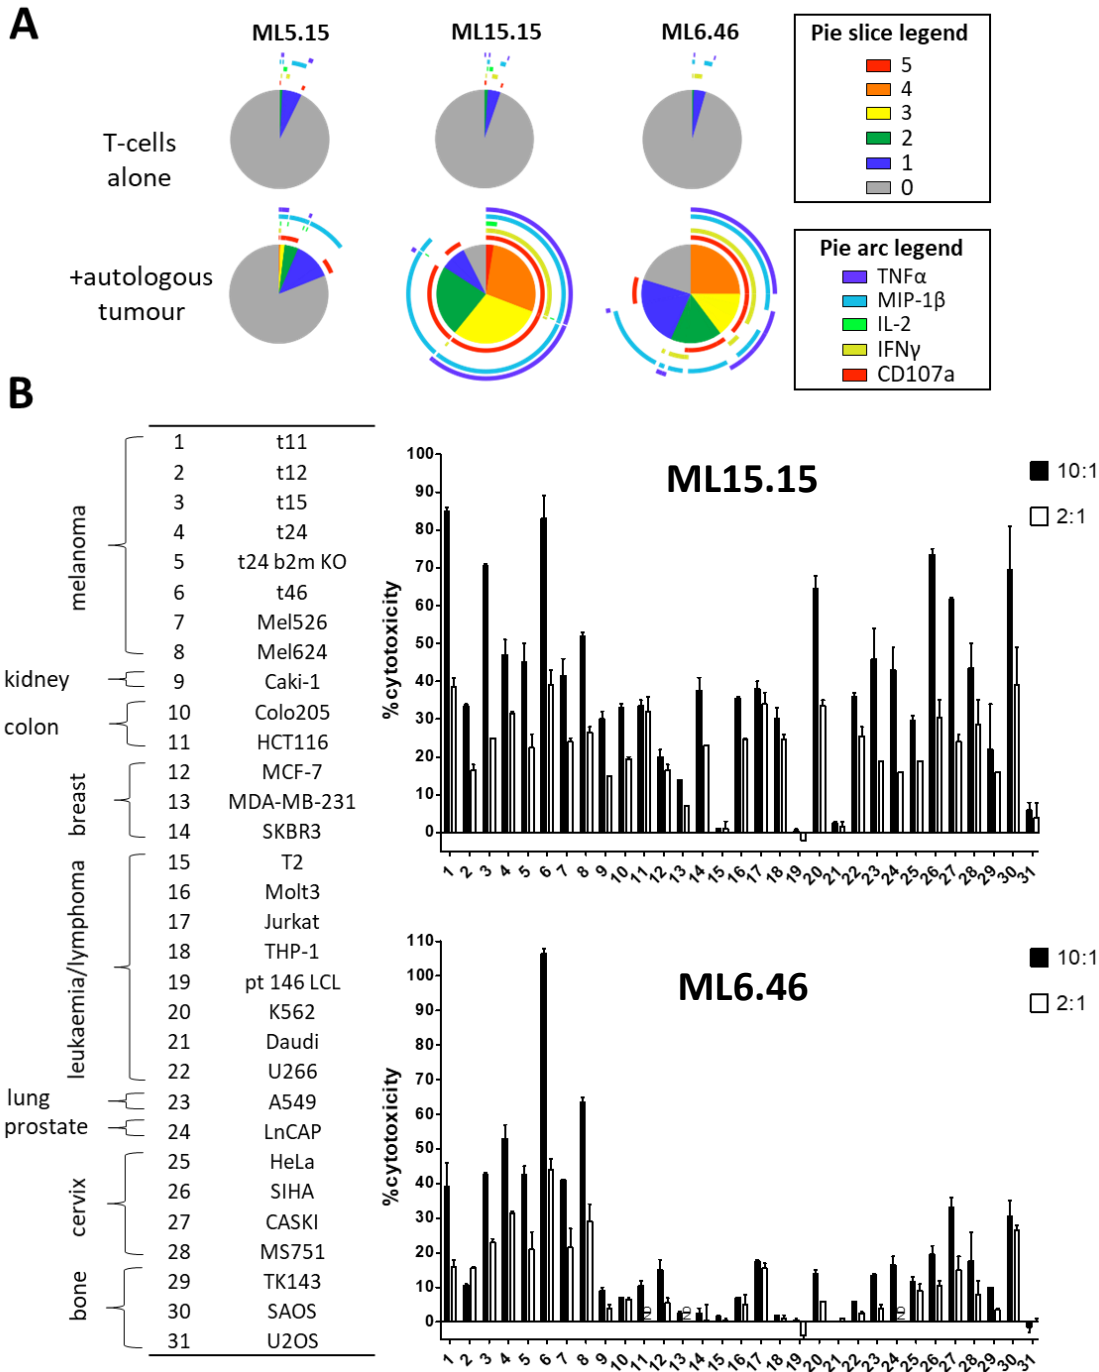 A
ML5.15 ML15.15 ML6.46
T-cells
alone
+autologous
tumour
Pie slice legend
5
4
3
2
1
0
Pie arc legend
TNFα
MIP-1β
IL-2
IFNγ
CD107a
B
melanoma
kidney
colon
breast
leukaemia/lymphoma
lung
prostate
cervix
bone
1 t11
2 t12
3 t15
4 t24
5 t24 b2m KO
6 t46
7 Mel526
8 Mel624
9 Caki-1
10 Colo205
11 HCT116
12 MCF-7
13 MDA-MB-231
14 SKBR3
15 T2
16 Molt3
17 Jurkat
18 THP-1
19 pt 146 LCL
20 K562
21 Daudi
22 U266
23 A549
24 LnCAP
25 HeLa
26 SIHA
27 CASKI
28 MS751
29 TK143
30 SAOS
31 U2OS
ML15.15
10:1
2:1
%cytotoxicity
100
90
80
70
60
50
40
30
20
10
0
1 2 3 4 5 6 7 8 9 10 11 12 13 14 15 16 17 18 19 20 21 22 23 24 25 26 27 28 29 30 31
ML6.46
10:1
2:1
%cytotoxicity
110
100
90
80
70
60
50
40
30
20
10
0
ND ND ND
1 2 3 4 5 6 7 8 9 10 11 12 13 14 15 16 17 18 19 20 21 22 23 24 25 26 27 28 29 30 31